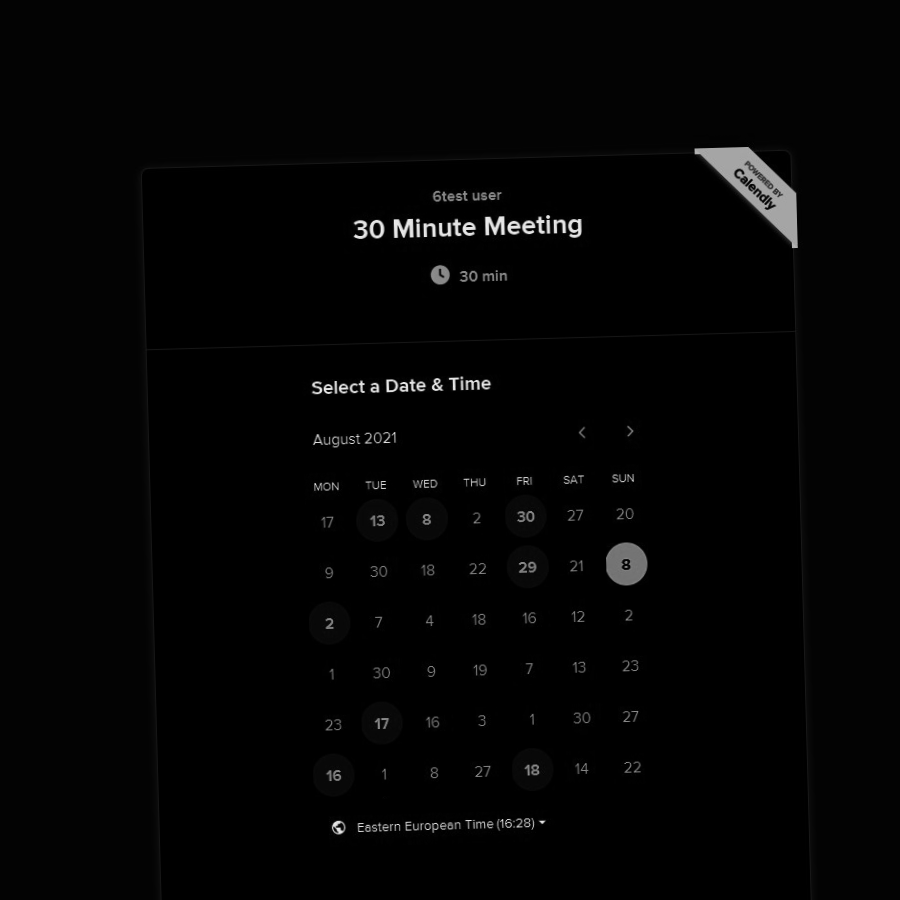 POWERED BY
Calendly
6test user
30 Minute Meeting
30 min
Select a Date & Time
August 2021
MON TUE WED THU FRI SAT SUN
17 13 8 2 30 27 20
9 30 18 22 29 21 8
2 7 4 18 16 12 2
1 30 9 19 7 13 23
23 17 16 3 1 30 27
16 1 8 27 18 14 22
Eastern European Time (16:28)